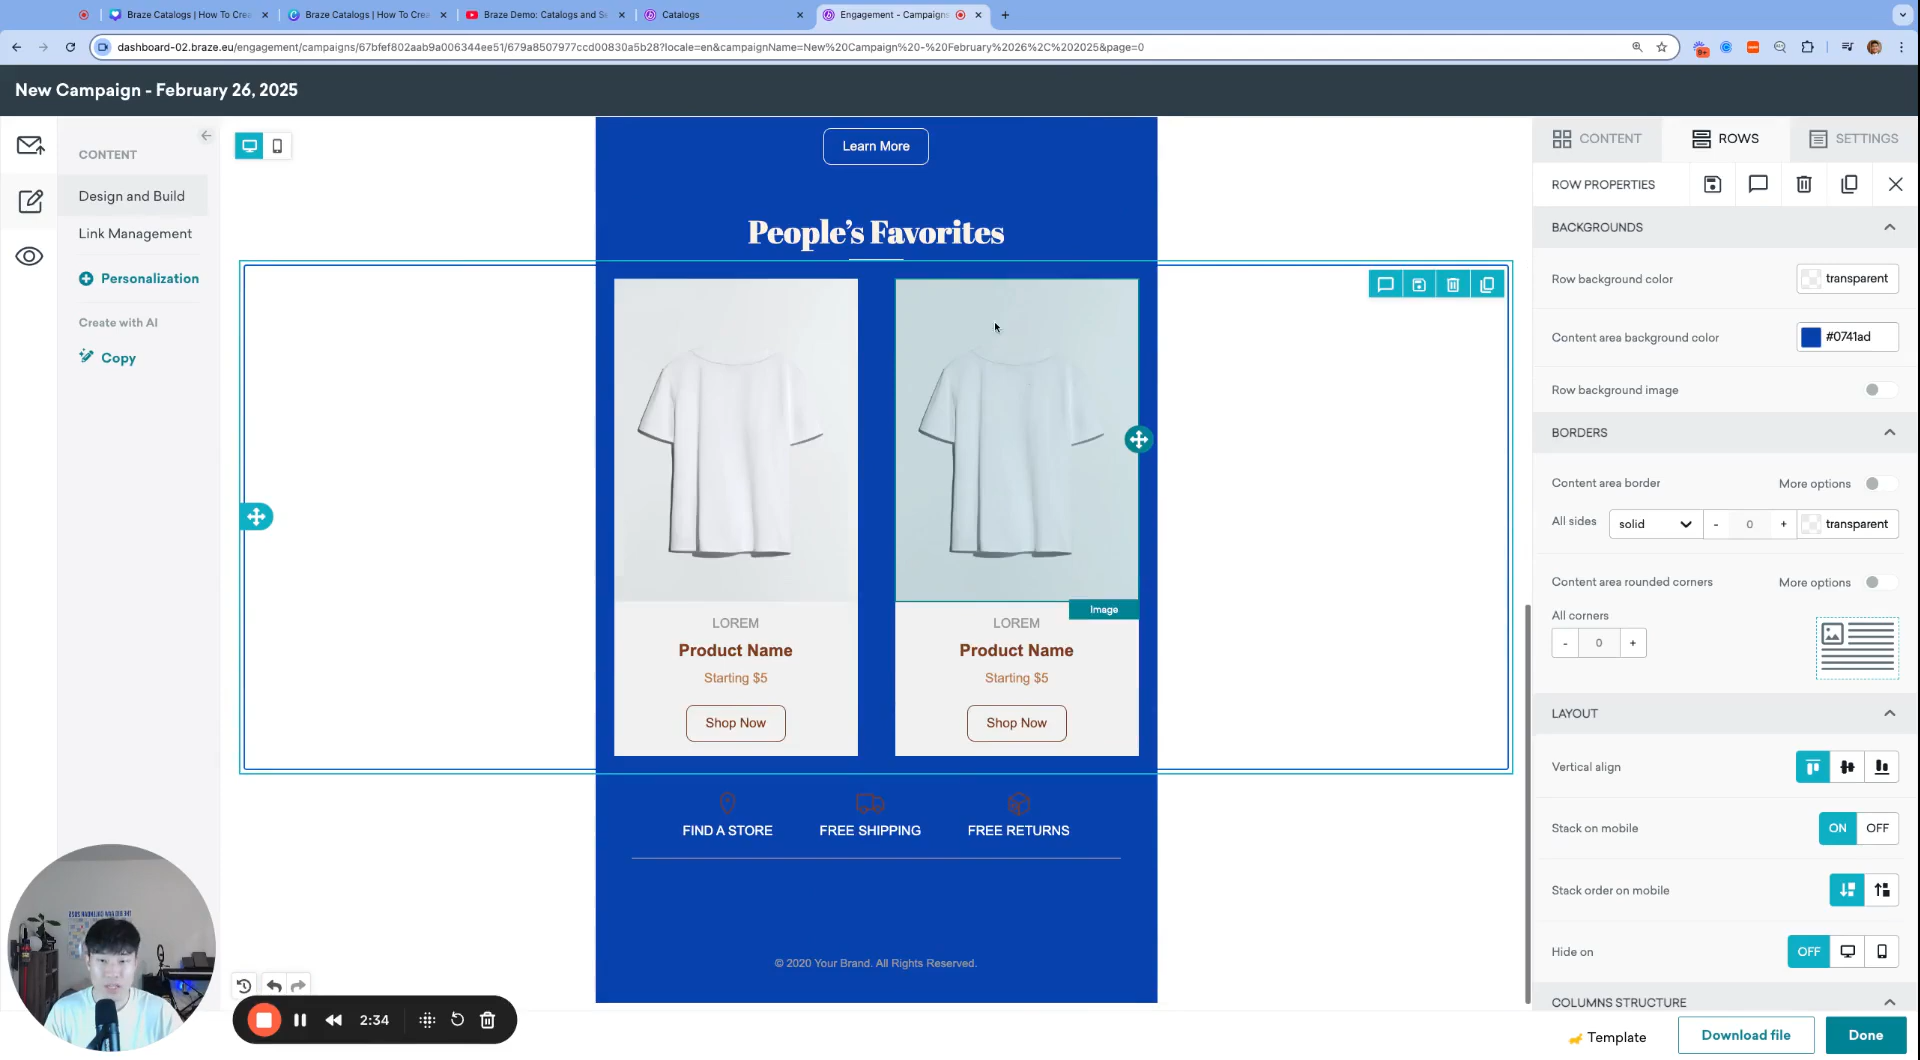 Braze Catalogs | How To Crea
Braze Catalogs | How To Crea
Braze Demo: Catalogs and Se
Catalogs
Engagement - Campaigns
dashboard-02.braze.eu/engagement/campaigns/67bfef802aab9a006344ee51/679a8507977ccd00830a5b28?locale=en&campaignName=New%20Campaign%20-%20February%2026%2C%202025&page=0
9+
New Campaign - February 26, 2025
CONTENT
Design and Build
Link Management
Personalization
Create with AI
Copy
Learn More
People's Favorites
LOREM
Product Name
Starting $5
Shop Now
Image
LOREM
Product Name
Starting $5
Shop Now
FIND A STORE
FREE SHIPPING
FREE RETURNS
© 2020 Your Brand. All Rights Reserved.
2:34
CONTENT
ROWS
SETTINGS
ROW PROPERTIES
BACKGROUNDS
Row background color
transparent
Content area background color
#0741ad
Row background image
BORDERS
Content area border
More options
All sides
solid
- 0 +
transparent
Content area rounded corners
More options
All corners
- 0 +
LAYOUT
Vertical align
Stack on mobile
ON OFF
Stack order on mobile
Hide on
OFF
COLUMNS STRUCTURE
Template
Download file
Done